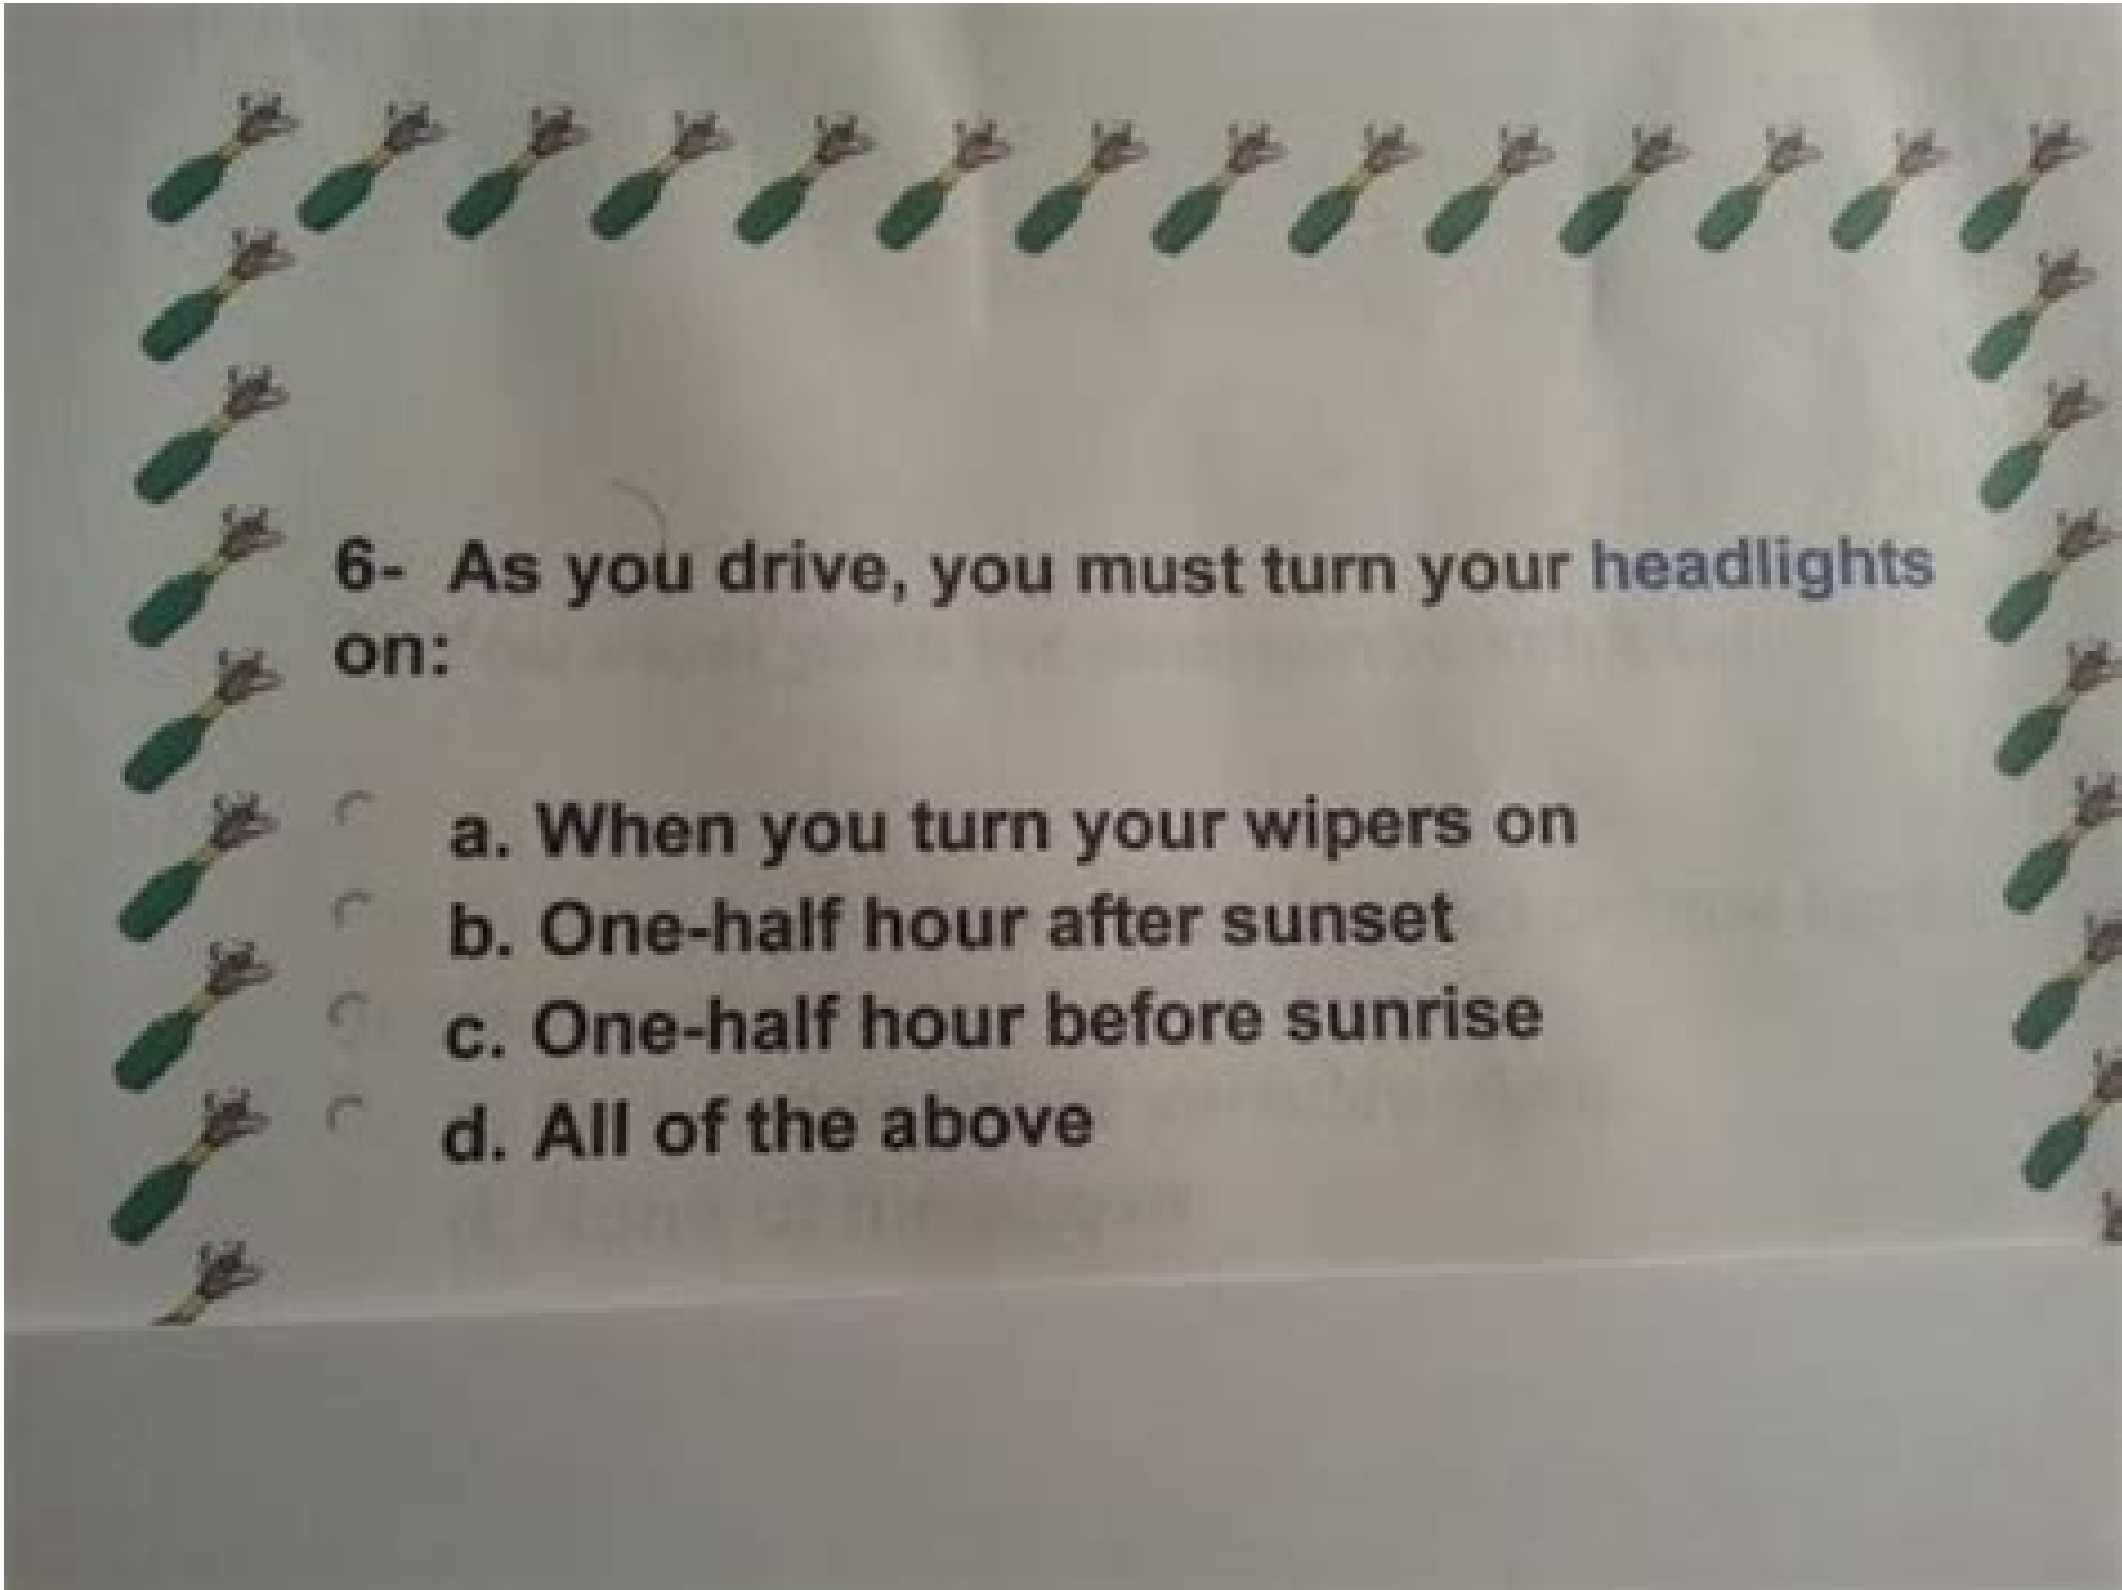 6- As you drive, you must turn your headlights
on:
a. When you turn your wipers on
b. One-half hour after sunset
c. One-half hour before sunrise
d. All of the above